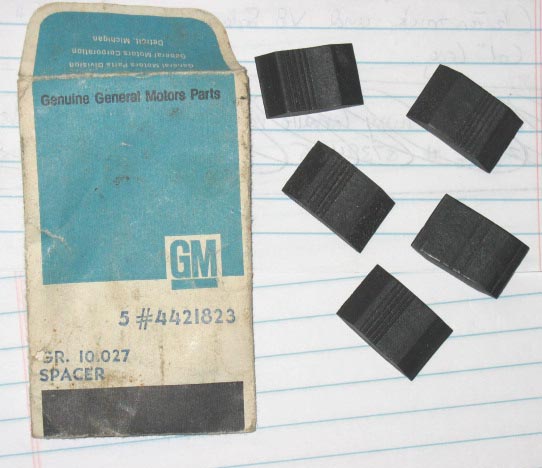 General Motors Parts Division
General Motors Corporation
Detroit, Michigan
Genuine General Motors Parts
GM
5 #4421823
GR. 10.027
SPACER